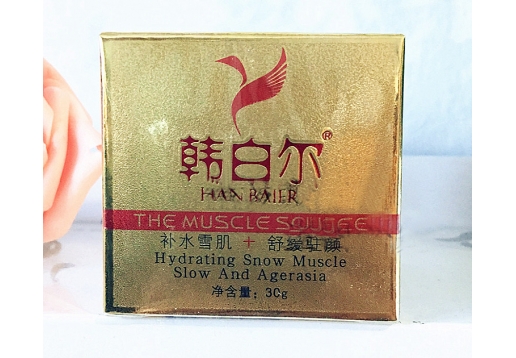 韩白尔®
HAN BAIER
THE MUSCLE SOUTEE
补水雪肌 + 舒缓驻颜
Hydrating Snow Muscle
Slow And Agerasia
净含量：30g